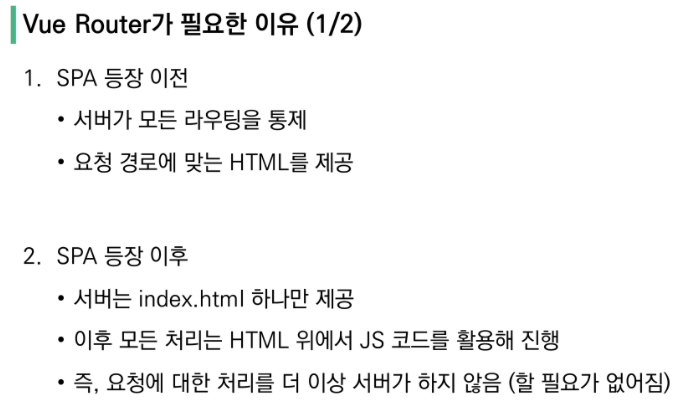 Vue Router가 필요한 이유 (1/2)
1. SPA 등장 이전
• 서버가 모든 라우팅을 통제
• 요청 경로에 맞는 HTML를 제공
2. SPA 등장 이후
• 서버는 index.html 하나만 제공
• 이후 모든 처리는 HTML 위에서 JS 코드를 활용해 진행
• 즉, 요청에 대한 처리를 더 이상 서버가 하지 않음 (할 필요가 없어짐)